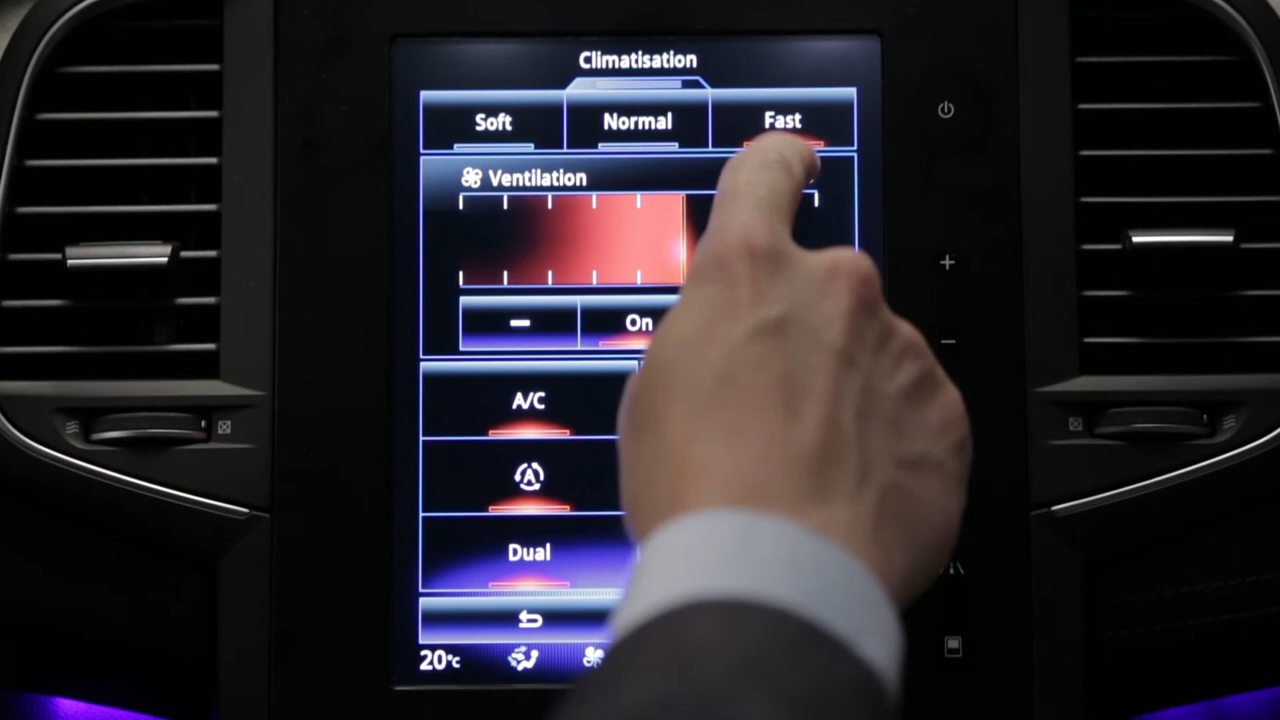 Climatisation
Soft Normal Fast
Ventilation
On
A/C
A
Dual
20°C